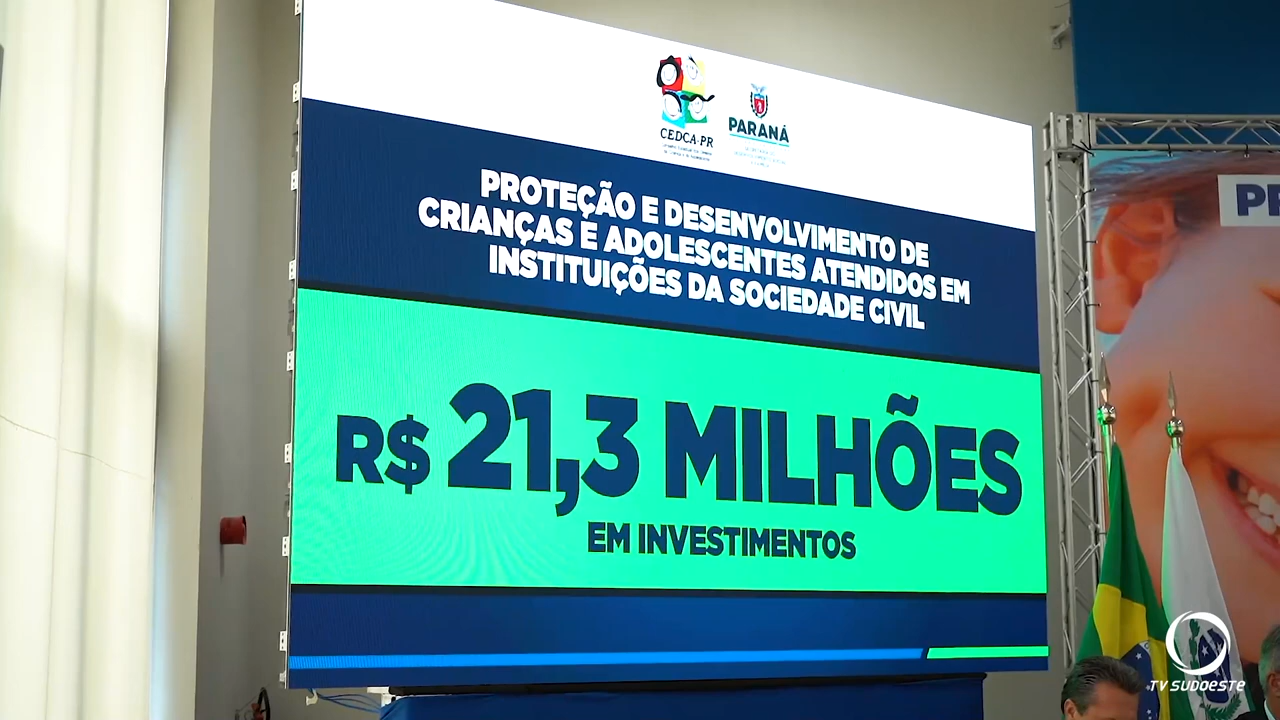 CEDCA-PR
PARANÁ
PROTEÇÃO E DESENVOLVIMENTO DE
CRIANÇAS E ADOLESCENTES ATENDIDOS EM
INSTITUIÇÕES DA SOCIEDADE CIVIL
R$ 21,3 MILHÕES
EM INVESTIMENTOS
TV SUDOESTE